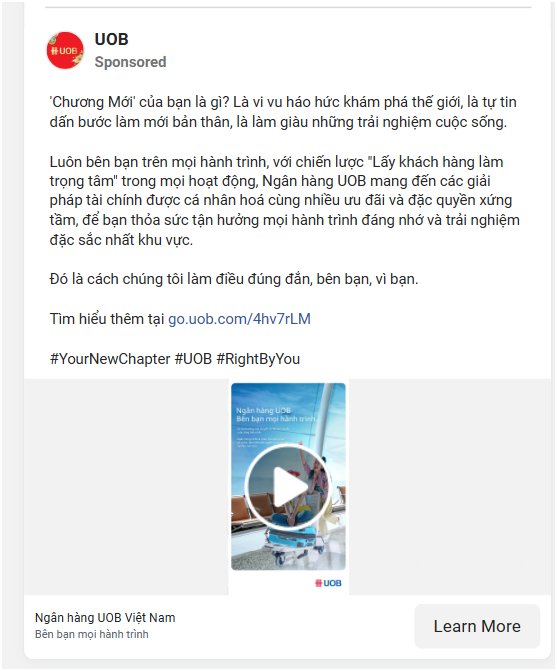 UOB
UOB
Sponsored
'Chương Mới' của bạn là gì? Là vi vu háo hức khám phá thế giới, là tự tin
dấn bước làm mới bản thân, là làm giàu những trải nghiệm cuộc sống.
Luôn bên bạn trên mọi hành trình, với chiến lược "Lấy khách hàng làm
trọng tâm" trong mọi hoạt động, Ngân hàng UOB mang đến các giải
pháp tài chính được cá nhân hoá cùng nhiều ưu đãi và đặc quyền xứng
tầm, để bạn thỏa sức tận hưởng mọi hành trình đáng nhớ và trải nghiệm
đặc sắc nhất khu vực.
Đó là cách chúng tôi làm điều đúng đắn, bên bạn, vì bạn.
Tìm hiểu thêm tại go.uob.com/4hv7rLM
#YourNewChapter #UOB #RightByYou
Ngân hàng UOB
Bên bạn mọi hành trình
UOB
Ngân hàng UOB Việt Nam
Bên bạn mọi hành trình
Learn More